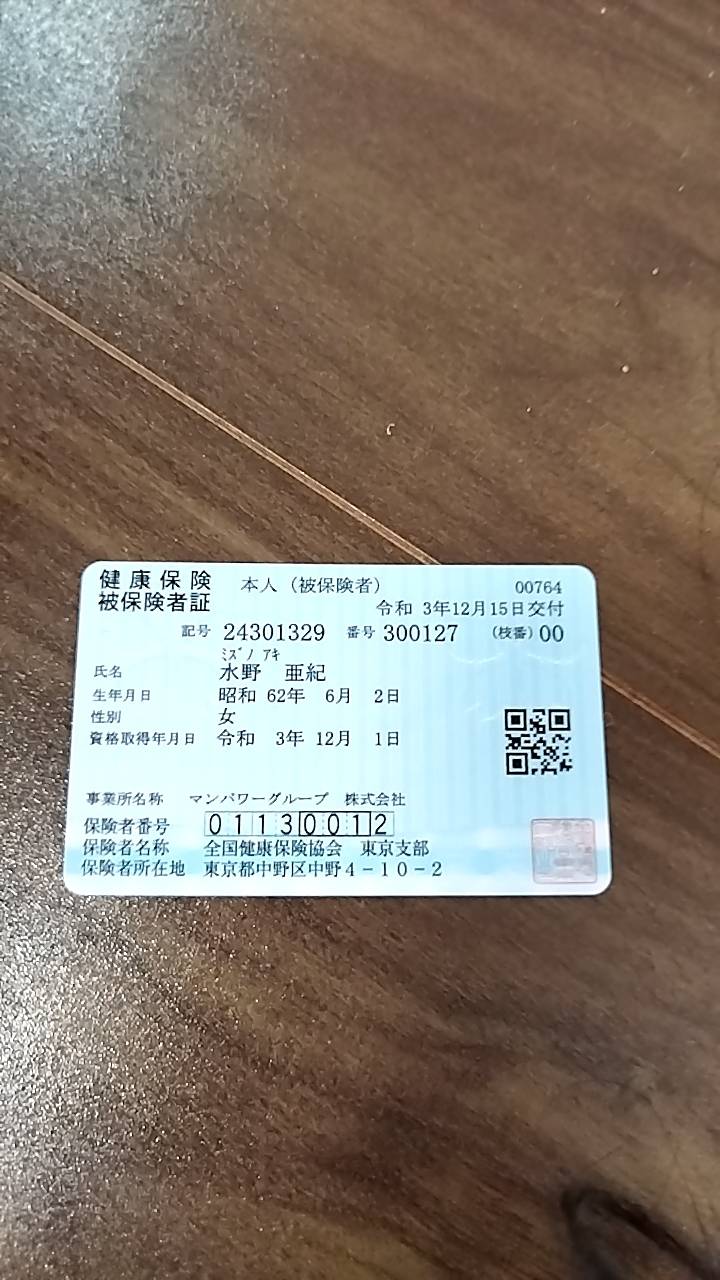 健康保険 本人（被保険者） 00764
被保険者証 令和 3年12月15日交付
記号 24301329 番号 300127 （枝番）00
ミズノ アキ
氏名 水野 亜紀
生年月日 昭和 62年 6月 2日
性別 女
資格取得年月日 令和 3年 12月 1日
事業所名称 マンパワーグループ 株式会社
保険者番号 01130012
保険者名称 全国健康保険協会 東京支部
保険者所在地 東京都中野区中野4－10－2